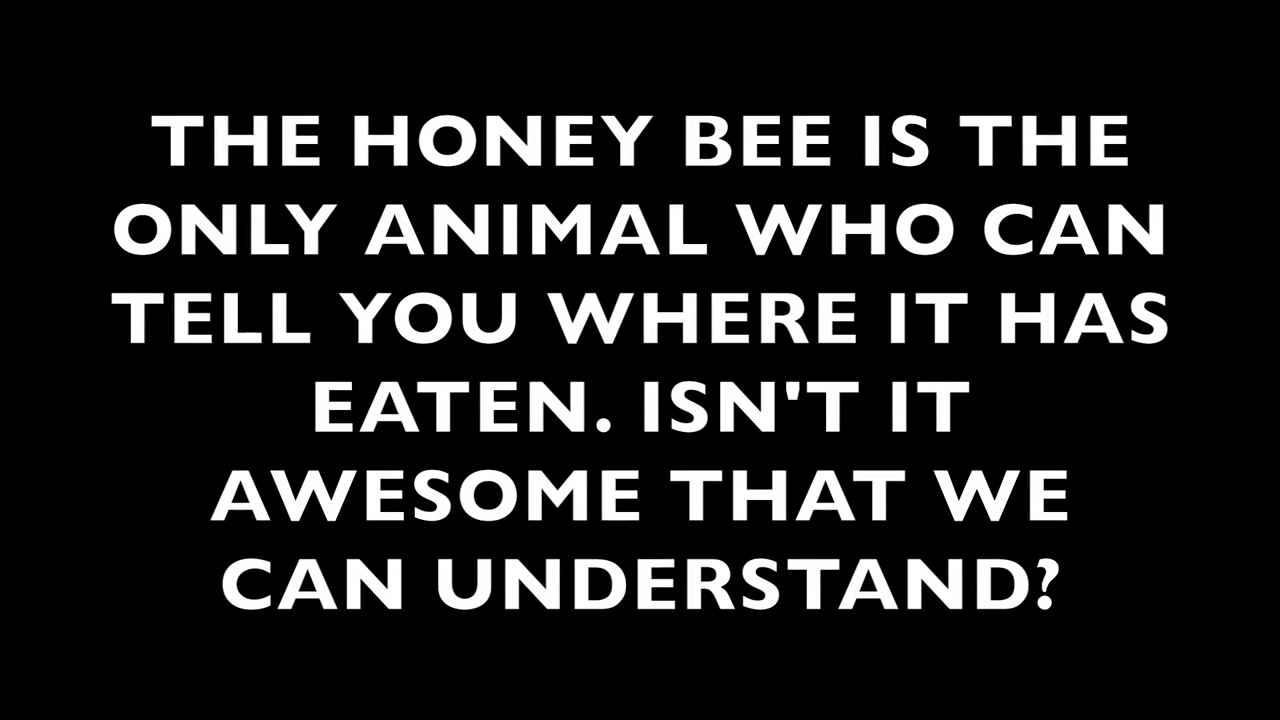 THE HONEY BEE IS THE
ONLY ANIMAL WHO CAN
TELL YOU WHERE IT HAS
EATEN. ISN'T IT
AWESOME THAT WE
CAN UNDERSTAND?